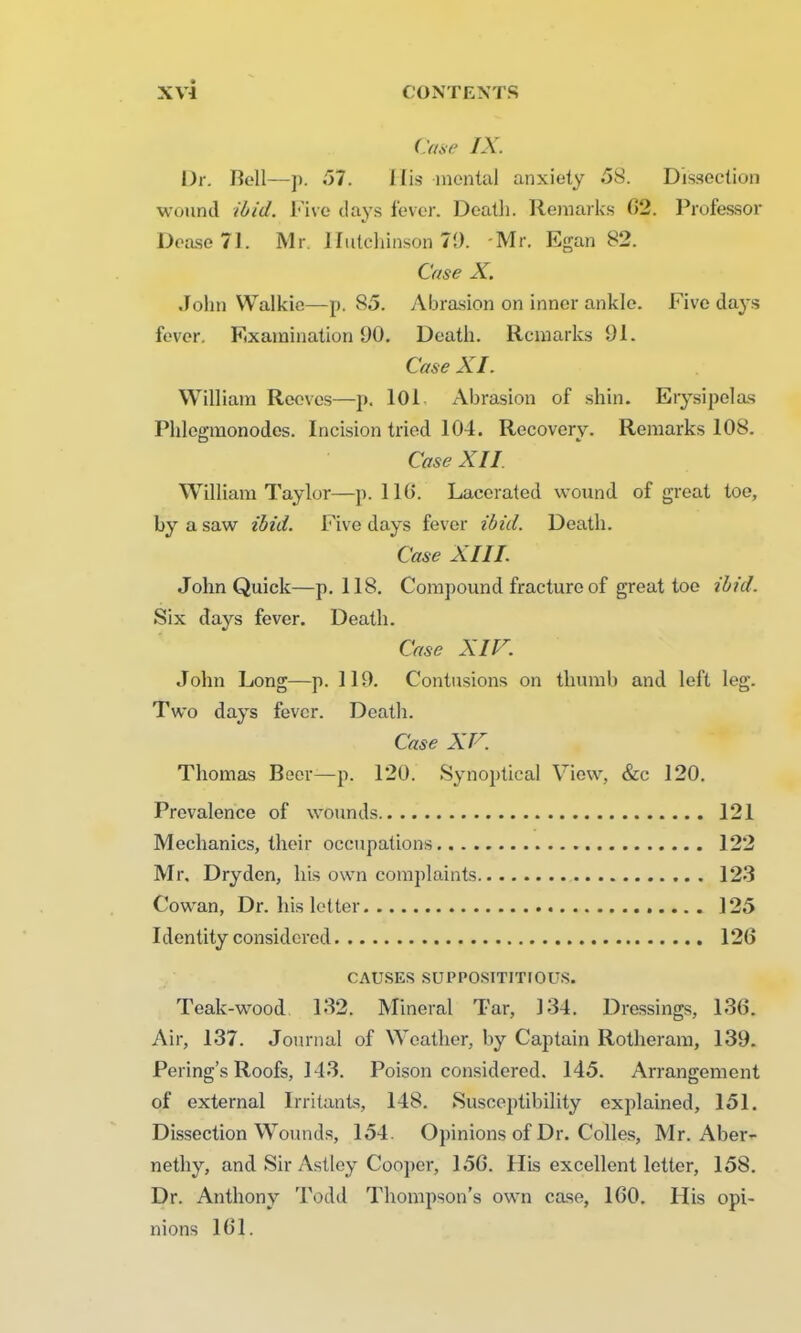 xvi CONTENTS
Case IX.
Dr. Bell—p. 57. His mental anxiety 58. Dissection
wound ibid. Five days fever. Death. Remarks 62. Professor
Dease 71. Mr. Hutchinson 79. Mr. Egan 82.
Case X.
John Walkie—p. 85. Abrasion on inner ankle. Five days
fever. Examination 90. Death. Remarks 91.
Case XI.
William Reeves—p. 101. Abrasion of shin. Erysipelas
Phlegmonodes. Incision tried 104. Recovery. Remarks 108.
Case XII.
William Taylor—p. 116. Lacerated wound of great toe,
by a saw ibid. Five days fever ibid. Death.
Case XIII.
John Quick—p. 118. Compound fracture of great toe ibid.
Six days fever. Death.
Case XIV.
John Long—p. 119. Contusions on thumb and left leg.
Two days fever. Death.
Case XV.
Thomas Beer—p. 120. Synoptical View, &c 120.
Prevalence of wounds........ 121
Mechanics, their occupations........ 122
Mr. Dryden, his own complaints........ 123
Cowan, Dr. his letter........ 125
Identity considered........ 126
CAUSES SUPPOSITITIOUS.
Teak-wood 132. Mineral Tar, 134. Dressings, 136.
Air, 137. Journal of Weather, by Captain Rotheram, 139.
Pering's Roofs, 143. Poison considered. 145. Arrangement
of external Irritants, 148. Susceptibility explained, 151.
Dissection Wounds, 154. Opinions of Dr. Colles, Mr. Aber-
nethy, and Sir Astley Cooper, 156. His excellent letter, 158.
Dr. Anthony Todd Thompson's own case, 160. His opi-
nions 161.